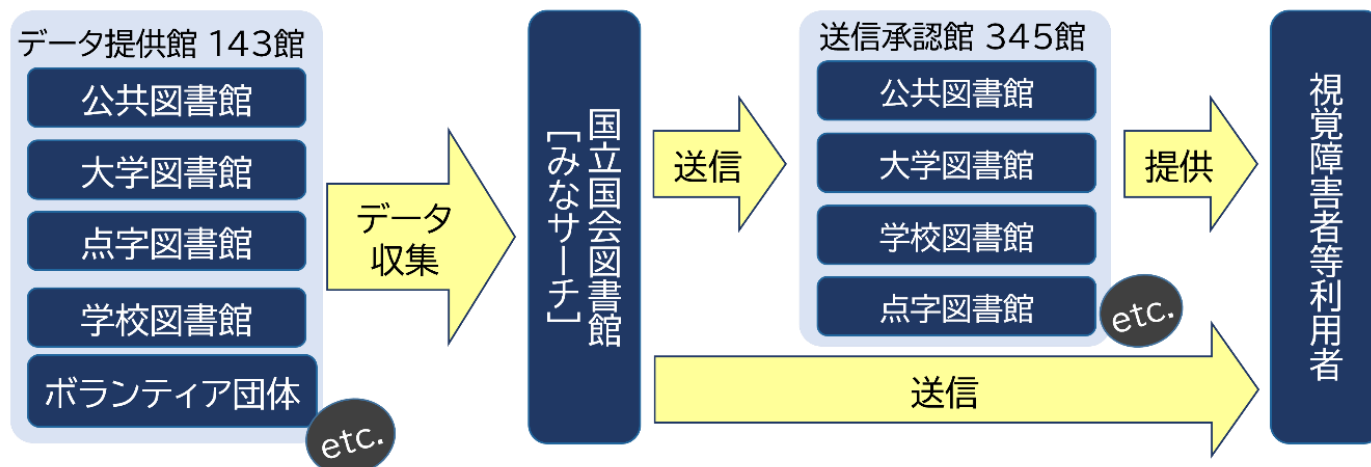 データ提供館 143館
公共図書館
大学図書館
点字図書館
学校図書館
ボランティア団体
etc.
データ
収集
国立国会図書館
[みなサーチ]
送信
送信承認館 345館
公共図書館
大学図書館
学校図書館
点字図書館
etc.
提供
送信
視覚障害者等利用者